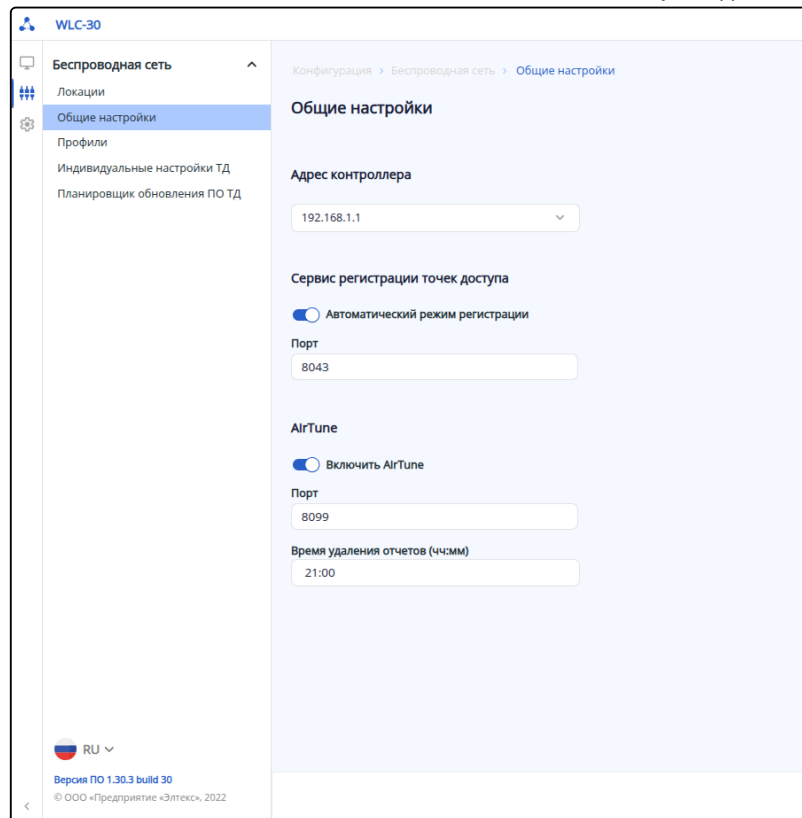 WLC-30
Беспроводная сеть
Локации
Общие настройки
Профили
Индивидуальные настройки ТД
Планировщик обновления ПО ТД
Конфигурация > Беспроводная сеть > Общие настройки
Общие настройки
Адрес контроллера
192.168.1.1
Сервис регистрации точек доступа
Автоматический режим регистрации
Порт
8043
AirTune
Включить AirTune
Порт
8099
Время удаления отчетов (чч:мм)
21:00
RU
Версия ПО 1.30.3 build 30
© ООО «Предприятие «Элтекс», 2022